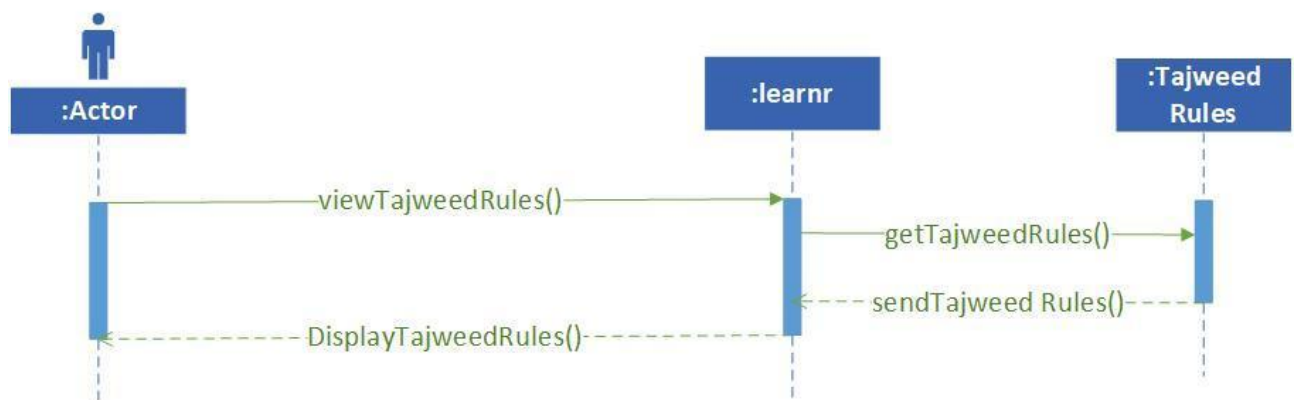 :Actor
:learnr
:Tajweed
Rules
viewTajweedRules()
getTajweedRules()
sendTajweed Rules()
DisplayTajweedRules()